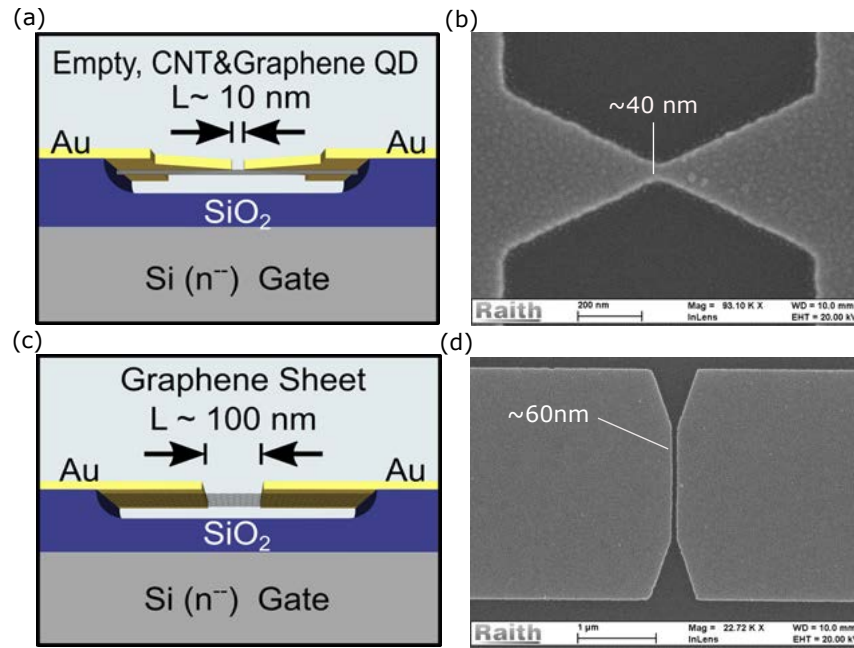 (a)
Empty, CNT&Graphene QD
L~ 10 nm
Au
Au
SiO₂
Si (n⁻⁻) Gate
(b)
~40 nm
Raith
200 nm
Mag = 93.10 K X
InLens
WD = 10.0 mm
EHT = 20.00 kV
(c)
Graphene Sheet
L ~ 100 nm
Au
Au
SiO₂
Si (n⁻⁻) Gate
(d)
~60nm
Raith
1 µm
Mag = 22.72 K X
InLens
WD = 10.0 mm
EHT = 20.00 kV